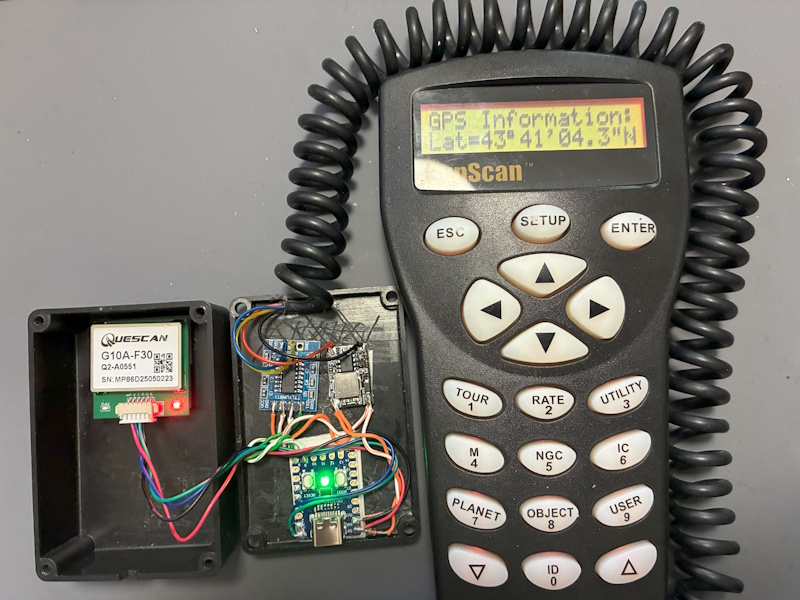 GPS Information:
Lat=43°41'04.3"N
ESC
SETUP
ENTER
QUESCAN
G10A-F30
Q2-A0551
SN:MP86D25050223
TOUR
1
RATE
2
UTILITY
3
M
4
NGC
5
IC
6
PLANET
7
OBJECT
8
USER
9
ID
0